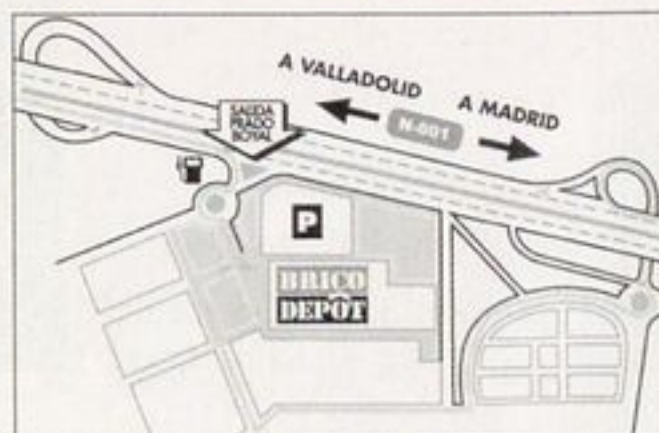 A VALLADOLID
A MADRID
N-601
SALIDA
PRADO
BOYAL
P
BRICO
DEPOT